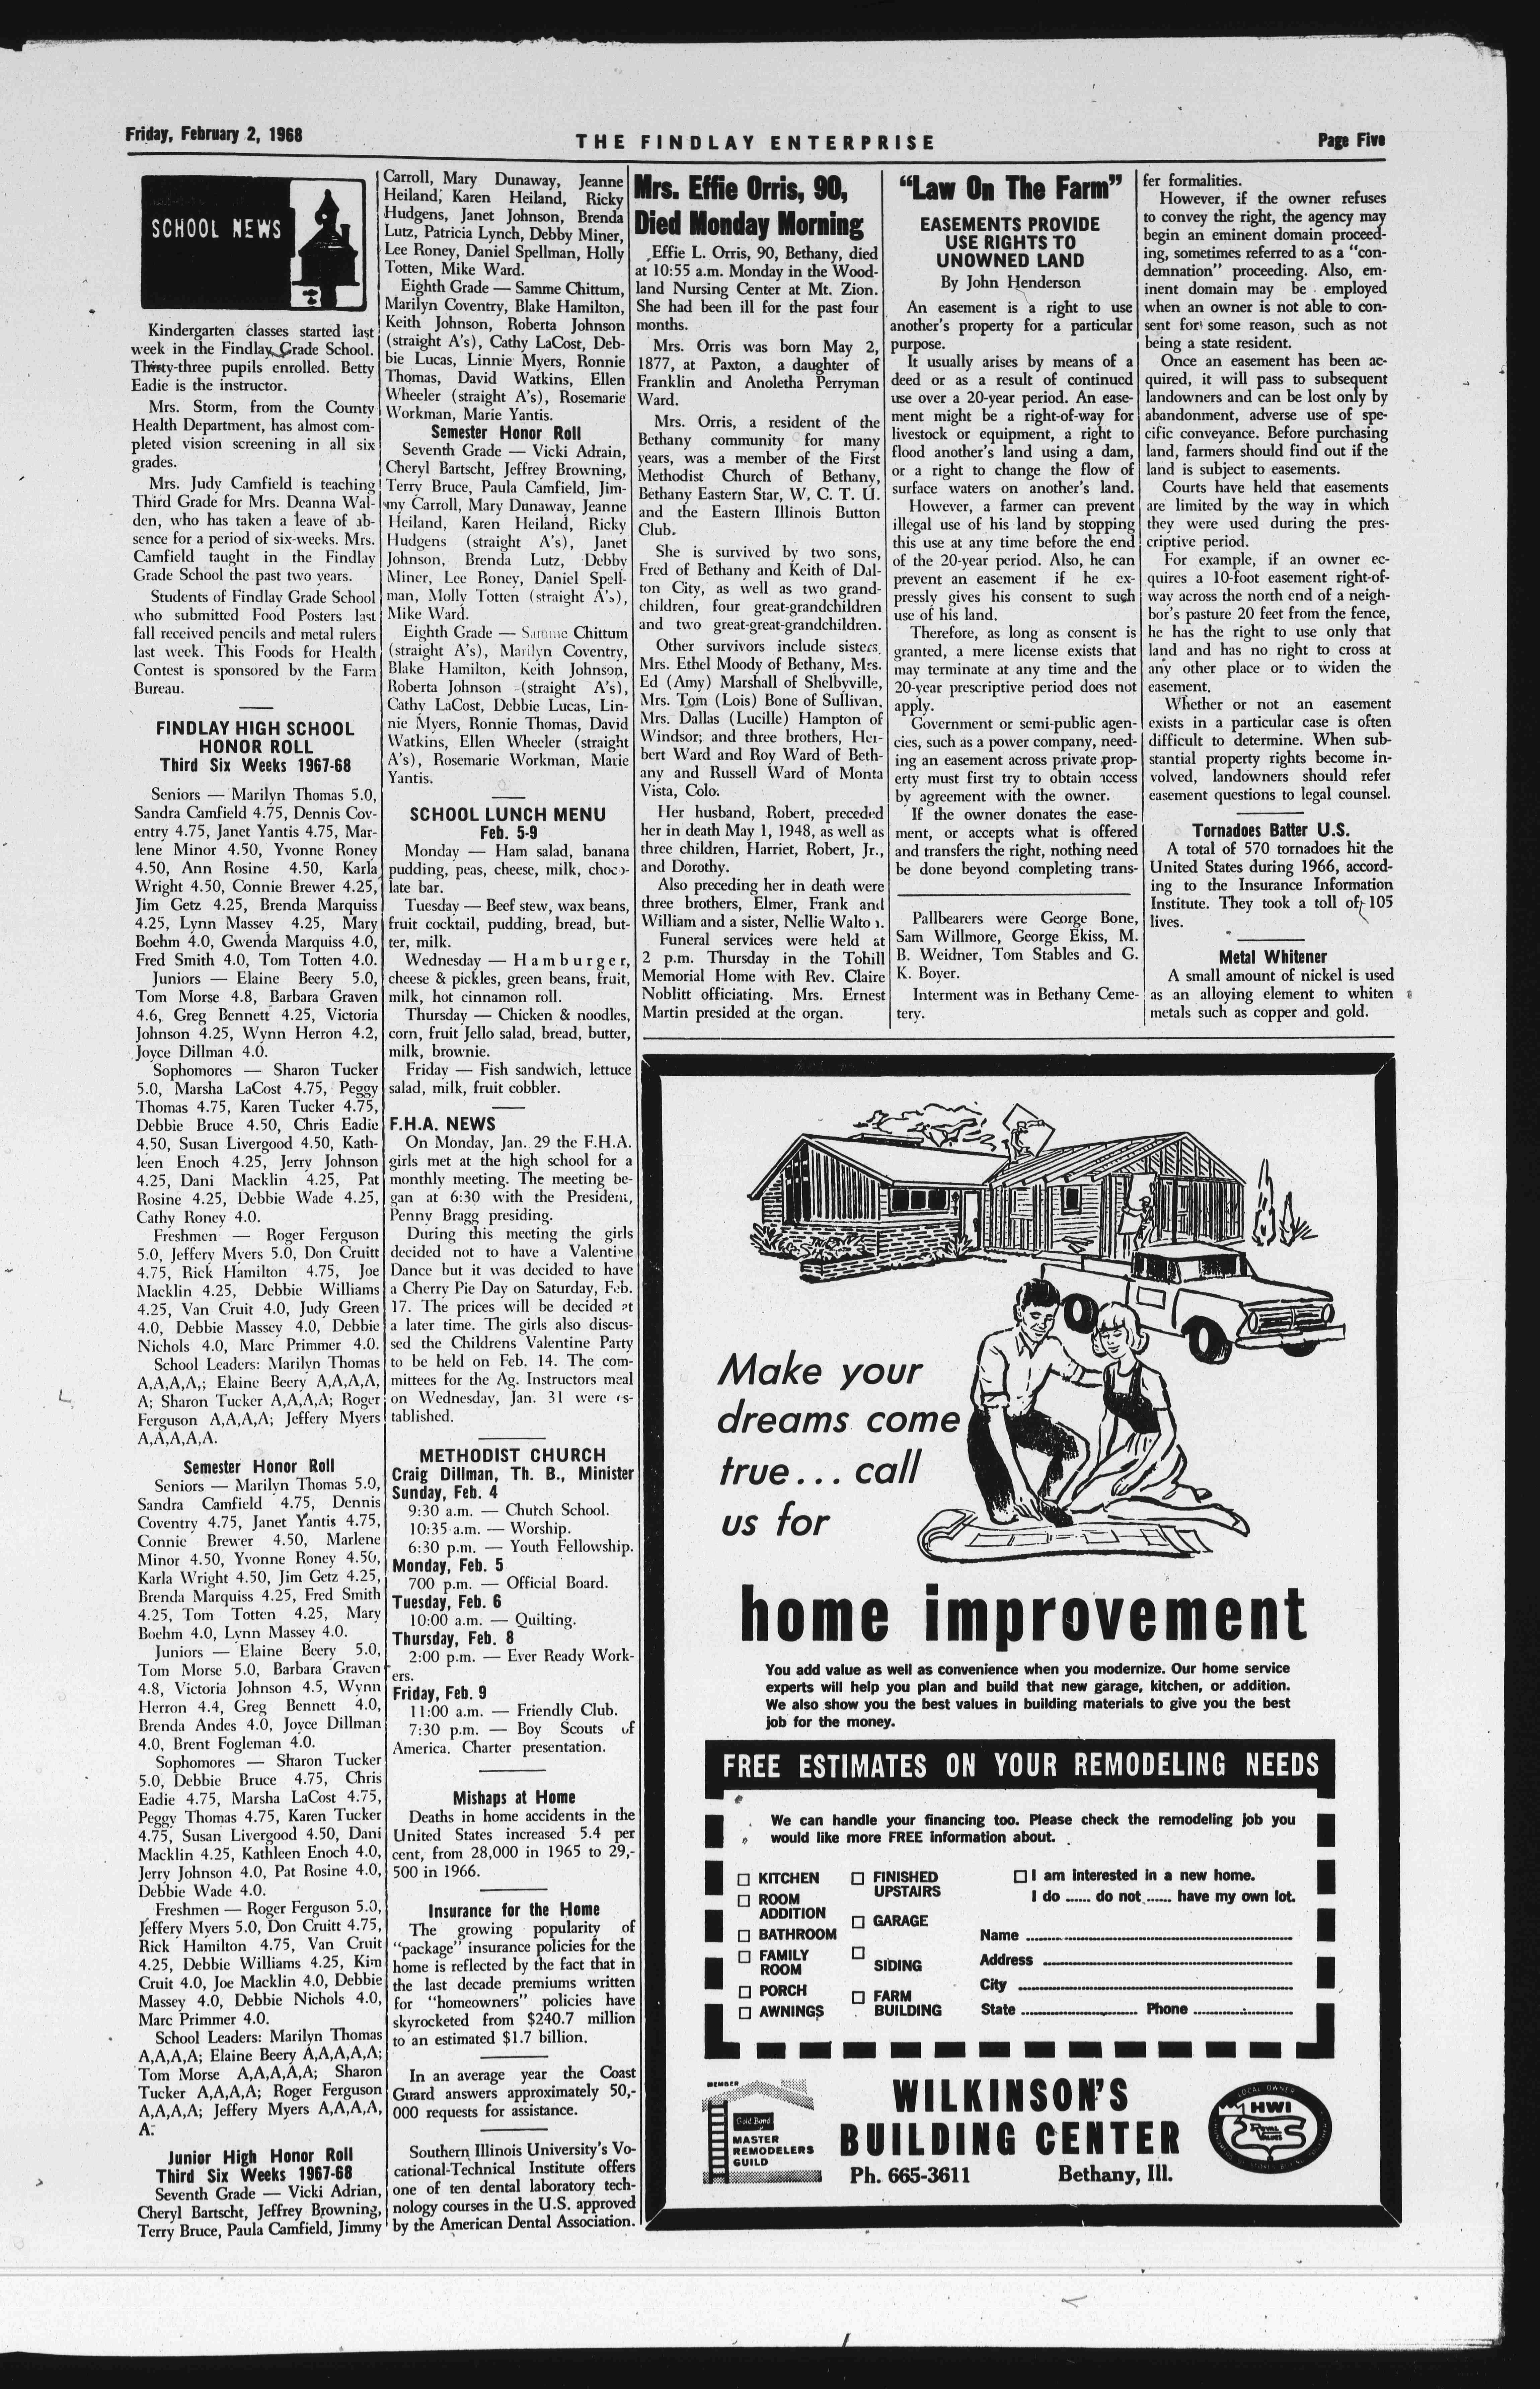 Friday, February 2, 1968
THE FINDLAY ENTERPRISE
Page Five
SCHOOL NEWS
Kindergarten classes started last
week in the Findlay Grade School.
Thirty-three pupils enrolled. Betty
Eadie is the instructor.
Mrs. Storm, from the County
Health Department, has almost com-
pleted vision screening in all six
grades.
Mrs. Judy Camfield is teaching
Third Grade for Mrs. Deanna Wal-
den, who has taken a leave of ab-
sence for a period of six-weeks. Mrs.
Camfield taught in the Findlay
Grade School the past two years.
Students of Findlay Grade School
who submitted Food Posters last
fall received pencils and metal rulers
last week. This Foods for Health
Contest is sponsored by the Farm
Bureau.
FINDLAY HIGH SCHOOL
HONOR ROLL
Third Six Weeks 1967-68
Seniors — Marilyn Thomas 5.0,
Sandra Camfield 4.75, Dennis Cov-
entry 4.75, Janet Yantis 4.75, Mar-
lene Minor 4.50, Yvonne Roney
4.50, Ann Rosine 4.50, Karla
Wright 4.50, Connie Brewer 4.25,
Jim Getz 4.25, Brenda Marquiss
4.25, Lynn Massey 4.25, Mary
Boehm 4.0, Gwenda Marquiss 4.0,
Fred Smith 4.0, Tom Totten 4.0.
Juniors — Elaine Beery 5.0,
Tom Morse 4.8, Barbara Graven
4.6, Greg Bennett 4.25, Victoria
Johnson 4.25, Wynn Herron 4.2,
Joyce Dillman 4.0.
Sophomores — Sharon Tucker
5.0, Marsha LaCost 4.75, Peggy
Thomas 4.75, Karen Tucker 4.75,
Debbie Bruce 4.50, Chris Eadie
4.50, Susan Livergood 4.50, Kath-
leen Enoch 4.25, Jerry Johnson
4.25, Dani Macklin 4.25, Pat
Rosine 4.25, Debbie Wade 4.25,
Cathy Roney 4.0.
Freshmen — Roger Ferguson
5.0, Jeffery Myers 5.0, Don Cruitt
4.75, Rick Hamilton 4.75, Joe
Macklin 4.25, Debbie Williams
4.25, Van Cruit 4.0, Judy Green
4.0, Debbie Massey 4.0, Debbie
Nichols 4.0, Marc Primmer 4.0.
School Leaders: Marilyn Thomas
A,A,A,A,; Elaine Beery A,A,A,A,
A; Sharon Tucker A,A,A,A; Roger
Ferguson A,A,A,A; Jeffery Myers
A,A,A,A,A.
Semester Honor Roll
Seniors — Marilyn Thomas 5.0,
Sandra Camfield 4.75, Dennis
Coventry 4.75, Janet Yantis 4.75,
Connie Brewer 4.50, Marlene
Minor 4.50, Yvonne Roney 4.50,
Karla Wright 4.50, Jim Getz 4.25,
Brenda Marquiss 4.25, Fred Smith
4.25, Tom Totten 4.25, Mary
Boehm 4.0, Lynn Massey 4.0.
Juniors — Elaine Beery 5.0,
Tom Morse 5.0, Barbara Graven
4.8, Victoria Johnson 4.5, Wynn
Herron 4.4, Greg Bennett 4.0,
Brenda Andes 4.0, Joyce Dillman
4.0, Brent Fogleman 4.0.
Sophomores — Sharon Tucker
5.0, Debbie Bruce 4.75, Chris
Eadie 4.75, Marsha LaCost 4.75,
Peggy Thomas 4.75, Karen Tucker
4.75, Susan Livergood 4.50, Dani
Macklin 4.25, Kathleen Enoch 4.0,
Jerry Johnson 4.0, Pat Rosine 4.0,
Debbie Wade 4.0.
Freshmen — Roger Ferguson 5.0,
Jeffery Myers 5.0, Don Cruitt 4.75,
Rick Hamilton 4.75, Van Cruit
4.25, Debbie Williams 4.25, Kim
Cruit 4.0, Joe Macklin 4.0, Debbie
Massey 4.0, Debbie Nichols 4.0,
Marc Primmer 4.0.
School Leaders: Marilyn Thomas
A,A,A,A; Elaine Beery A,A,A,A,A;
Tom Morse A,A,A,A,A; Sharon
Tucker A,A,A,A; Roger Ferguson
A,A,A,A; Jeffery Myers A,A,A,A,
A.
Junior High Honor Roll
Third Six Weeks 1967-68
Seventh Grade — Vicki Adrian,
Cheryl Bartscht, Jeffrey Browning,
Terry Bruce, Paula Camfield, Jimmy
Carroll, Mary Dunaway, Jeanne
Heiland, Karen Heiland, Ricky
Hudgens, Janet Johnson, Brenda
Lutz, Patricia Lynch, Debby Miner,
Lee Roney, Daniel Spellman, Holly
Totten, Mike Ward.
Eighth Grade — Samme Chittum,
Marilyn Coventry, Blake Hamilton,
Keith Johnson, Roberta Johnson
(straight A's), Cathy LaCost, Deb-
bie Lucas, Linnie Myers, Ronnie
Thomas, David Watkins, Ellen
Wheeler (straight A's), Rosemarie
Workman, Marie Yantis.
Semester Honor Roll
Seventh Grade — Vicki Adrain,
Cheryl Bartscht, Jeffrey Browning,
Terry Bruce, Paula Camfield, Jim-
my Carroll, Mary Dunaway, Jeanne
Heiland, Karen Heiland, Ricky
Hudgens (straight A's), Janet
Johnson, Brenda Lutz, Debby
Miner, Lee Roney, Daniel Spell-
man, Molly Totten (straight A's),
Mike Ward.
Eighth Grade — Samme Chittum
(straight A's), Marilyn Coventry,
Blake Hamilton, Keith Johnson,
Roberta Johnson (straight A's),
Cathy LaCost, Debbie Lucas, Lin-
nie Myers, Ronnie Thomas, David
Watkins, Ellen Wheeler (straight
A's), Rosemarie Workman, Marie
Yantis.
SCHOOL LUNCH MENU
Feb. 5-9
Monday — Ham salad, banana
pudding, peas, cheese, milk, choco-
late bar.
Tuesday — Beef stew, wax beans,
fruit cocktail, pudding, bread, but-
ter, milk.
Wednesday — Hamburger,
cheese & pickles, green beans, fruit,
milk, hot cinnamon roll.
Thursday — Chicken & noodles,
corn, fruit Jello salad, bread, butter,
milk, brownie.
Friday — Fish sandwich, lettuce
salad, milk, fruit cobbler.
F.H.A. NEWS
On Monday, Jan. 29 the F.H.A.
girls met at the high school for a
monthly meeting. The meeting be-
gan at 6:30 with the President,
Penny Bragg presiding.
During this meeting the girls
decided not to have a Valentine
Dance but it was decided to have
a Cherry Pie Day on Saturday, Feb.
17. The prices will be decided at
a later time. The girls also discus-
sed the Childrens Valentine Party
to be held on Feb. 14. The com-
mittees for the Ag. Instructors meal
on Wednesday, Jan. 31 were es-
tablished.
METHODIST CHURCH
Craig Dillman, Th. B., Minister
Sunday, Feb. 4
9:30 a.m. — Church School.
10:35 a.m. — Worship.
6:30 p.m. — Youth Fellowship.
Monday, Feb. 5
700 p.m. — Official Board.
Tuesday, Feb. 6
10:00 a.m. — Quilting.
Thursday, Feb. 8
2:00 p.m. — Ever Ready Work-
ers.
Friday, Feb. 9
11:00 a.m. — Friendly Club.
7:30 p.m. — Boy Scouts of
America. Charter presentation.
Mishaps at Home
Deaths in home accidents in the
United States increased 5.4 per
cent, from 28,000 in 1965 to 29,-
500 in 1966.
Insurance for the Home
The growing popularity of
"package" insurance policies for the
home is reflected by the fact that in
the last decade premiums written
for "homeowners" policies have
skyrocketed from $240.7 million
to an estimated $1.7 billion.
In an average year the Coast
Guard answers approximately 50,-
000 requests for assistance.
Southern Illinois University's Vo-
cational-Technical Institute offers
one of ten dental laboratory tech-
nology courses in the U.S. approved
by the American Dental Association.
Mrs. Effie Orris, 90,
Died Monday Morning
Effie L. Orris, 90, Bethany, died
at 10:55 a.m. Monday in the Wood-
land Nursing Center at Mt. Zion.
She had been ill for the past four
months.
Mrs. Orris was born May 2,
1877, at Paxton, a daughter of
Franklin and Anoletha Perryman
Ward.
Mrs. Orris, a resident of the
Bethany community for many
years, was a member of the First
Methodist Church of Bethany,
Bethany Eastern Star, W. C. T. U.
and the Eastern Illinois Button
Club.
She is survived by two sons,
Fred of Bethany and Keith of Dal-
ton City, as well as two grand-
children, four great-grandchildren
and two great-great-grandchildren.
Other survivors include sisters,
Mrs. Ethel Moody of Bethany, Mrs.
Ed (Amy) Marshall of Shelbyville,
Mrs. Tom (Lois) Bone of Sullivan,
Mrs. Dallas (Lucille) Hampton of
Windsor; and three brothers, Her-
bert Ward and Roy Ward of Beth-
any and Russell Ward of Monta
Vista, Colo.
Her husband, Robert, preceded
her in death May 1, 1948, as well as
three children, Harriet, Robert, Jr.,
and Dorothy.
Also preceding her in death were
three brothers, Elmer, Frank and
William and a sister, Nellie Walton.
Funeral services were held at
2 p.m. Thursday in the Tohill
Memorial Home with Rev. Claire
Noblitt officiating. Mrs. Ernest
Martin presided at the organ.
Pallbearers were George Bone,
Sam Willmore, George Ekiss, M.
B. Weidner, Tom Stables and G.
K. Boyer.
Interment was in Bethany Ceme-
tery.
"Law On The Farm"
EASEMENTS PROVIDE
USE RIGHTS TO
UNOWNED LAND
By John Henderson
An easement is a right to use
another's property for a particular
purpose.
It usually arises by means of a
deed or as a result of continued
use over a 20-year period. An ease-
ment might be a right-of-way for
livestock or equipment, a right to
flood another's land using a dam,
or a right to change the flow of
surface waters on another's land.
However, a farmer can prevent
illegal use of his land by stopping
this use at any time before the end
of the 20-year period. Also, he can
prevent an easement if he ex-
pressly gives his consent to such
use of his land.
Therefore, as long as consent is
granted, a mere license exists that
may terminate at any time and the
20-year prescriptive period does not
apply.
Government or semi-public agen-
cies, such as a power company, need-
ing an easement across private prop-
erty must first try to obtain access
by agreement with the owner.
If the owner donates the ease-
ment, or accepts what is offered
and transfers the right, nothing need
be done beyond completing trans-
fer formalities.
However, if the owner refuses
to convey the right, the agency may
begin an eminent domain proceed-
ing, sometimes referred to as a "con-
demnation" proceeding. Also, em-
inent domain may be employed
when an owner is not able to con-
sent for some reason, such as not
being a state resident.
Once an easement has been ac-
quired, it will pass to subsequent
landowners and can be lost only by
abandonment, adverse use of spe-
cific conveyance. Before purchasing
land, farmers should find out if the
land is subject to easements.
Courts have held that easements
are limited by the way in which
they were used during the pres-
criptive period.
For example, if an owner ec-
quires a 10-foot easement right-of-
way across the north end of a neigh-
bor's pasture 20 feet from the fence,
he has the right to use only that
land and has no right to cross at
any other place or to widen the
easement.
Whether or not an easement
exists in a particular case is often
difficult to determine. When sub-
stantial property rights become in-
volved, landowners should refer
easement questions to legal counsel.
Tornadoes Batter U.S.
A total of 570 tornadoes hit the
United States during 1966, accord-
ing to the Insurance Information
Institute. They took a toll of 105
lives.
Metal Whitener
A small amount of nickel is used
as an alloying element to whiten
metals such as copper and gold.
Make your
dreams come
true... call
us for
home improvement
You add value as well as convenience when you modernize. Our home service
experts will help you plan and build that new garage, kitchen, or addition.
We also show you the best values in building materials to give you the best
job for the money.
FREE ESTIMATES ON YOUR REMODELING NEEDS
We can handle your financing too. Please check the remodeling job you
would like more FREE information about.
KITCHEN
ROOM
ADDITION
BATHROOM
FAMILY
ROOM
PORCH
AWNINGS
FINISHED
UPSTAIRS
GARAGE
SIDING
FARM
BUILDING
I am interested in a new home.
I do ...... do not ...... have my own lot.
Name
Address
City
State Phone
MEMBER
Gold Bond
MASTER
REMODELERS
GUILD
WILKINSON'S
BUILDING CENTER
Ph. 665-3611 Bethany, Ill.
LOCAL OWNER
HWI